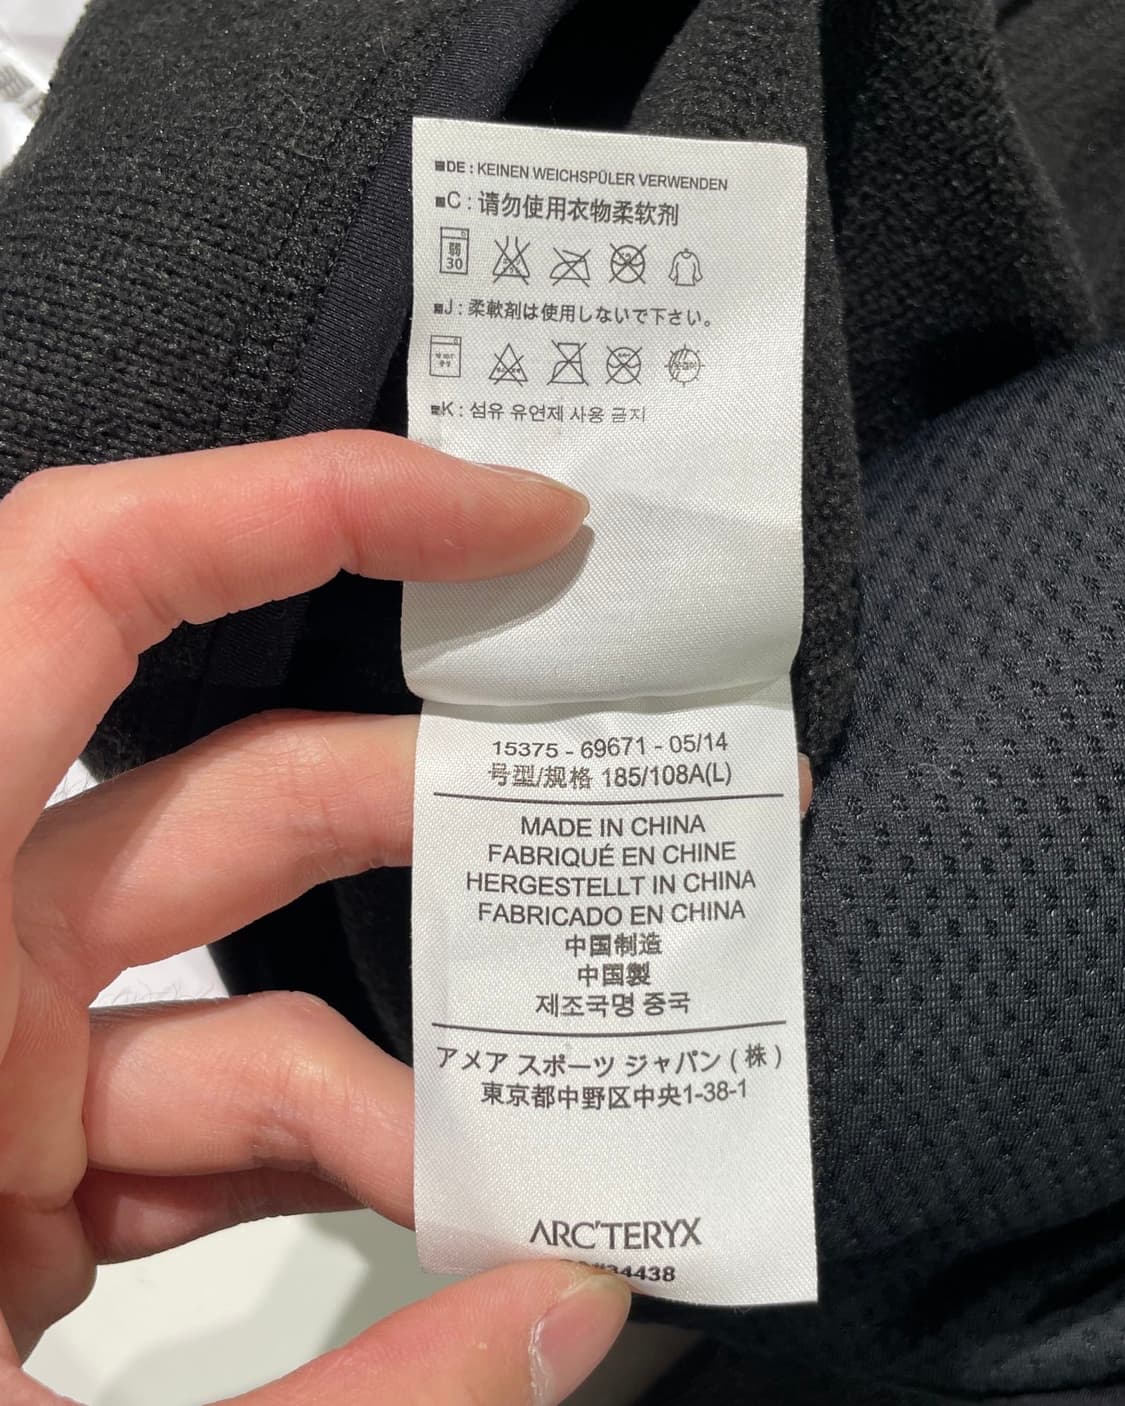 DE : KEINEN WEICHSPÜLER VERWENDEN
C : 请勿使用衣物柔软剂
弱
30
J : 柔軟剤は使用しないで下さい。
K : 섬유 유연제 사용 금지
15375 - 69671 - 05/14
号型/规格 185/108A(L)
MADE IN CHINA
FABRIQUÉ EN CHINE
HERGESTELLT IN CHINA
FABRICADO EN CHINA
中国制造
中国製
제조국명 중국
アメア スポーツ ジャパン ( 株 )
東京都中野区中央1-38-1
ARC'TERYX
34438